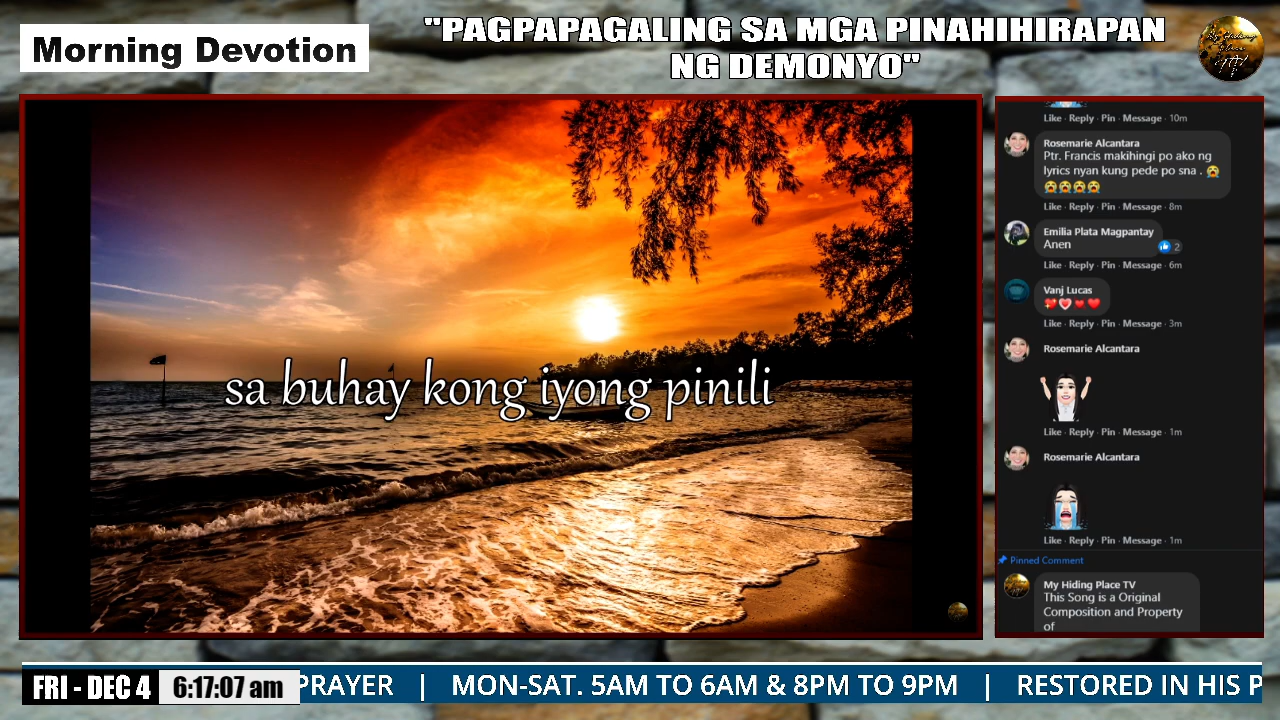 Morning Devotion
"PAGPAPAGALING SA MGA PINAHIHIRAPAN
NG DEMONYO"
sa buhay kong iyong pinili
Like · Reply · Pin · Message · 10m
Rosemarie Alcantara
Ptr. Francis makihingi po ako ng
lyrics nyan kung pede po sna . 😭
😭😭😭😭
Like · Reply · Pin · Message · 8m
Emilia Plata Magpantay
Anen
2
Like · Reply · Pin · Message · 6m
Vanj Lucas
Like · Reply · Pin · Message · 3m
Rosemarie Alcantara
Like · Reply · Pin · Message · 1m
Rosemarie Alcantara
Like · Reply · Pin · Message · 1m
Pinned Comment
My Hiding Place TV
This Song is a Original
Composition and Property
of
FRI - DEC 4
6:17:07 am
PRAYER | MON-SAT. 5AM TO 6AM & 8PM TO 9PM | RESTORED IN HIS P